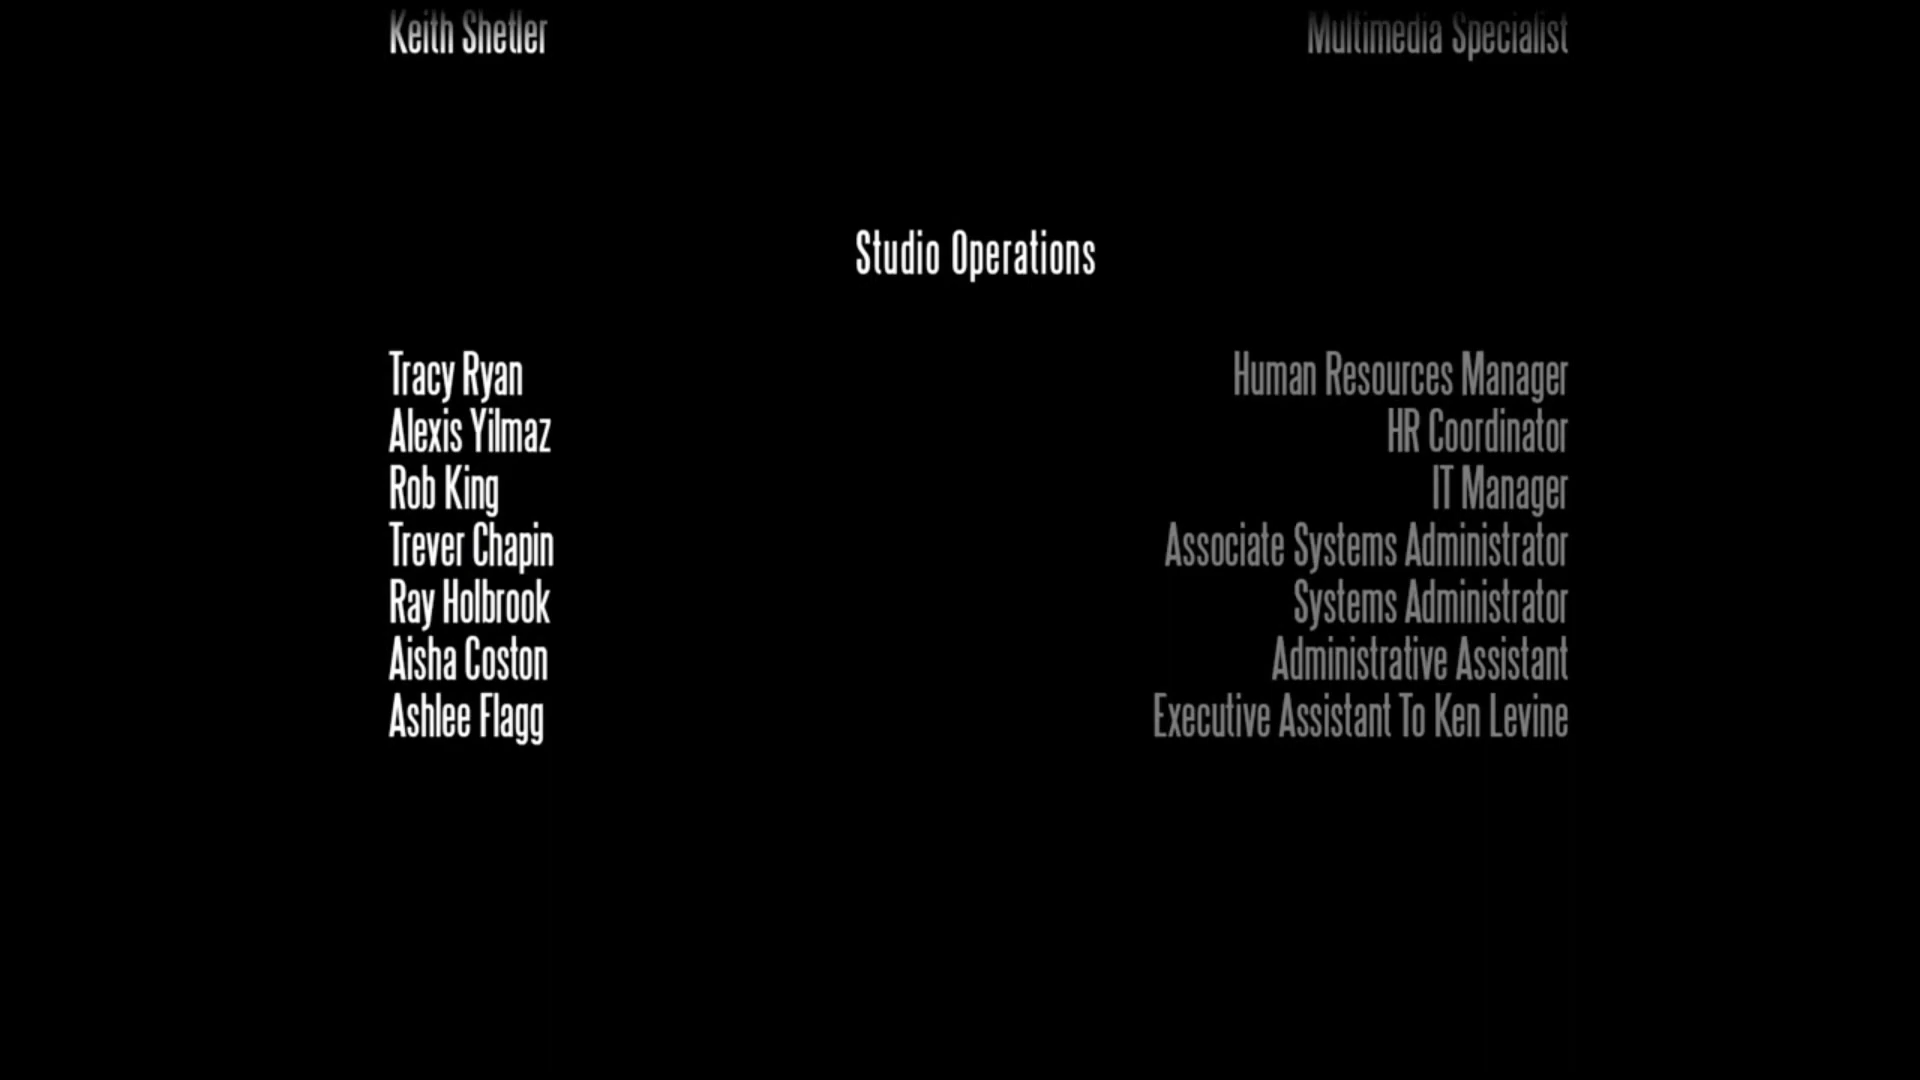 Keith Shetler Multimedia Specialist
Studio Operations
Tracy Ryan Human Resources Manager
Alexis Yilmaz HR Coordinator
Rob King IT Manager
Trever Chapin Associate Systems Administrator
Ray Holbrook Systems Administrator
Aisha Coston Administrative Assistant
Ashlee Flagg Executive Assistant To Ken Levine